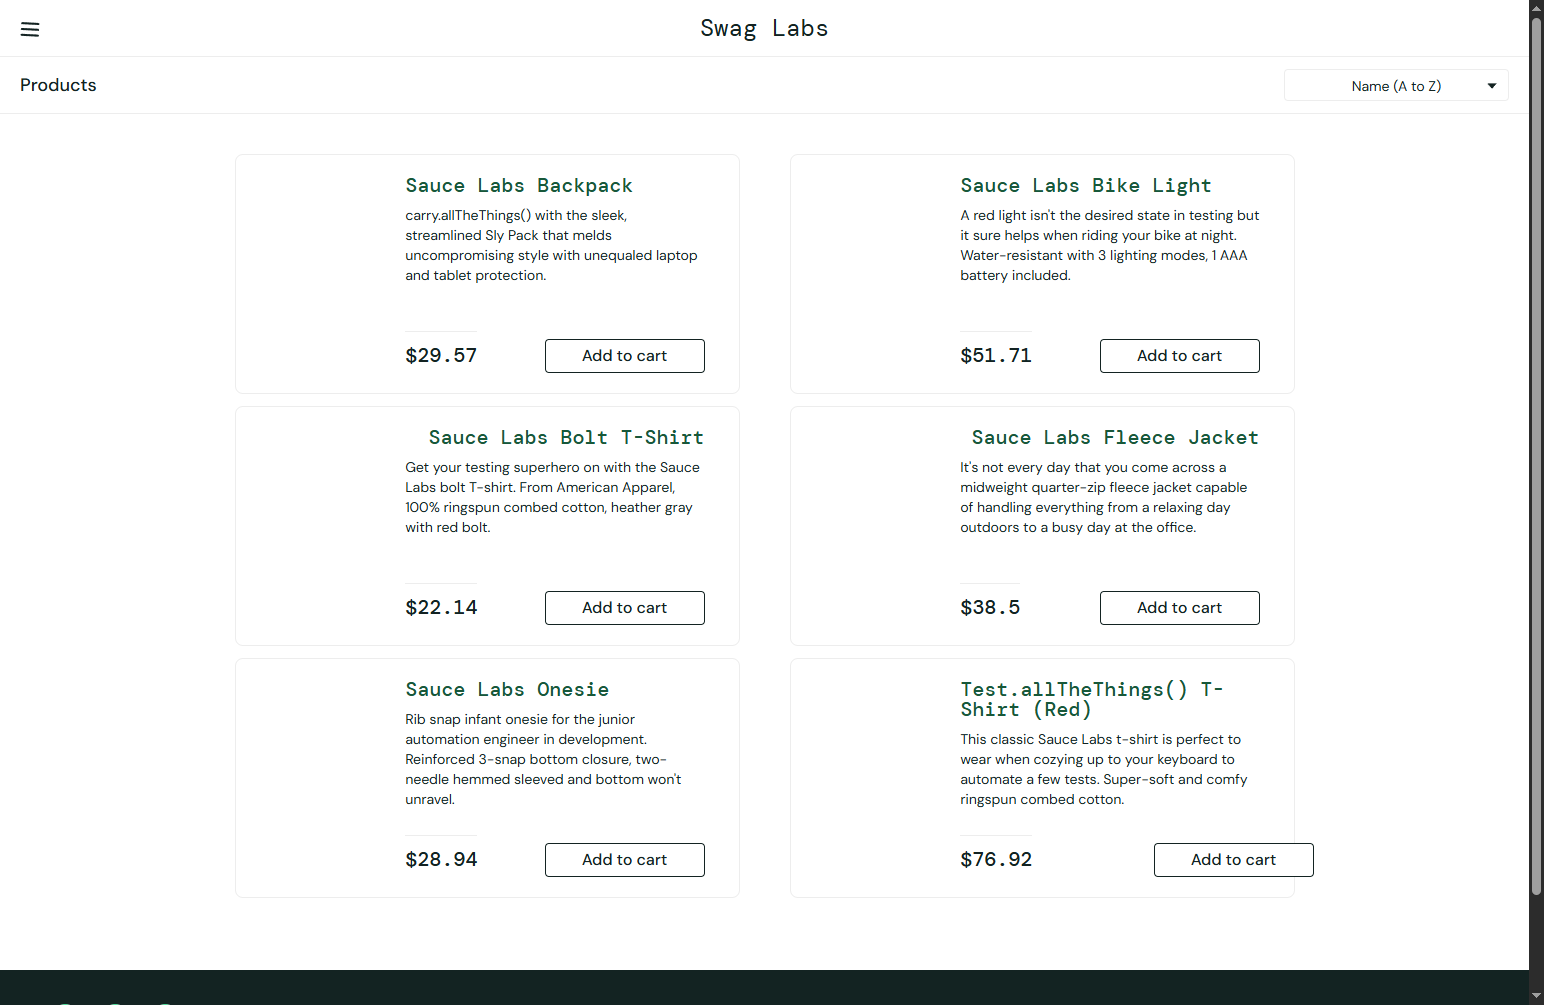 Swag Labs
Products
Name (A to Z)
Sauce Labs Backpack
carry.allTheThings() with the sleek,
streamlined Sly Pack that melds
uncompromising style with unequaled laptop
and tablet protection.
$29.57
Add to cart
Sauce Labs Bike Light
A red light isn't the desired state in testing but
it sure helps when riding your bike at night.
Water-resistant with 3 lighting modes, 1 AAA
battery included.
$51.71
Add to cart
Sauce Labs Bolt T-Shirt
Get your testing superhero on with the Sauce
Labs bolt T-shirt. From American Apparel,
100% ringspun combed cotton, heather gray
with red bolt.
$22.14
Add to cart
Sauce Labs Fleece Jacket
It's not every day that you come across a
midweight quarter-zip fleece jacket capable
of handling everything from a relaxing day
outdoors to a busy day at the office.
$38.5
Add to cart
Sauce Labs Onesie
Rib snap infant onesie for the junior
automation engineer in development.
Reinforced 3-snap bottom closure, two-
needle hemmed sleeved and bottom won't
unravel.
$28.94
Add to cart
Test.allTheThings() T-
Shirt (Red)
This classic Sauce Labs t-shirt is perfect to
wear when cozying up to your keyboard to
automate a few tests. Super-soft and comfy
ringspun combed cotton.
$76.92
Add to cart